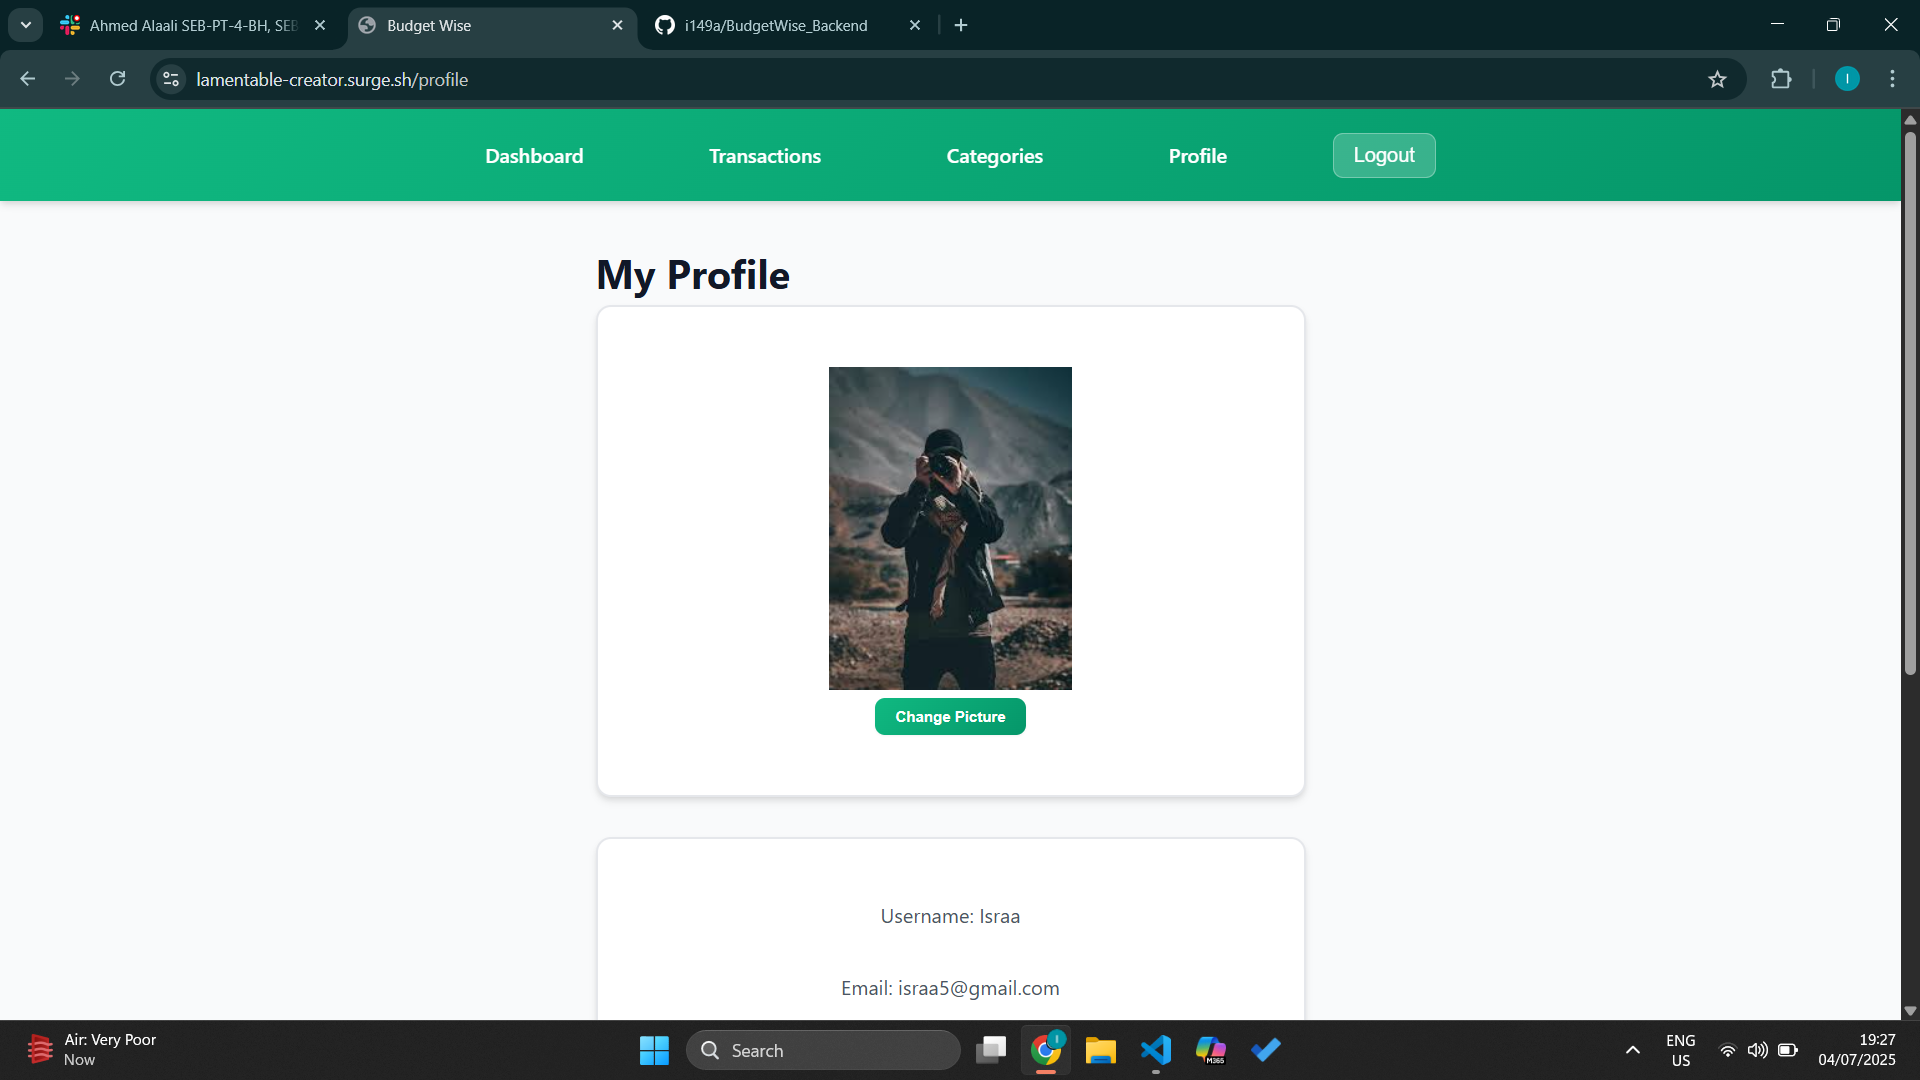 Ahmed Alaali SEB-PT-4-BH, SEB
Budget Wise
i149a/BudgetWise_Backend
lamentable-creator.surge.sh/profile
I
Dashboard
Transactions
Categories
Profile
Logout
My Profile
Change Picture
Username: Israa
Email: israa5@gmail.com
Air: Very Poor
Now
Search
I
M365
ENG
US
19:27
04/07/2025